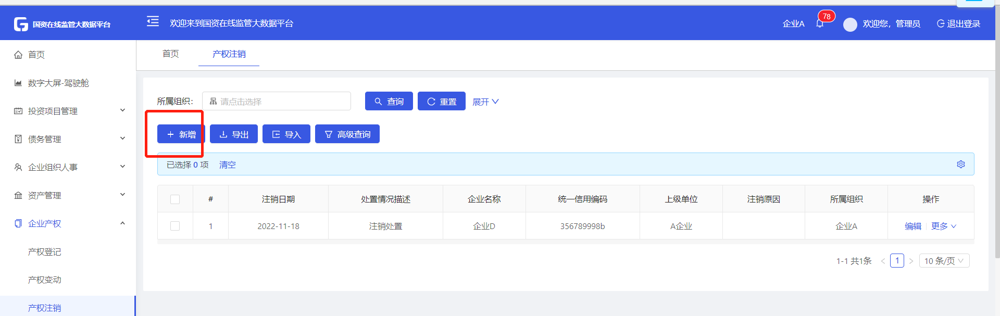 国资在线监管大数据平台
欢迎来到国资在线监管大数据平台
企业A
78
欢迎您，管理员
退出登录
首页
数字大屏-驾驶舱
投资项目管理
债务管理
企业组织人事
资产管理
企业产权
产权登记
产权变动
产权注销
首页 产权注销
所属组织： 请点击选择 查询 重置 展开
新增 导出 导入 高级查询
已选择 0 项 清空
# 注销日期 处置情况描述 企业名称 统一信用编码 上级单位 注销原因 所属组织 操作
1 2022-11-18 注销处置 企业D 356789998b A企业 企业A 编辑 更多
1-1 共1条 < 1 > 10 条/页